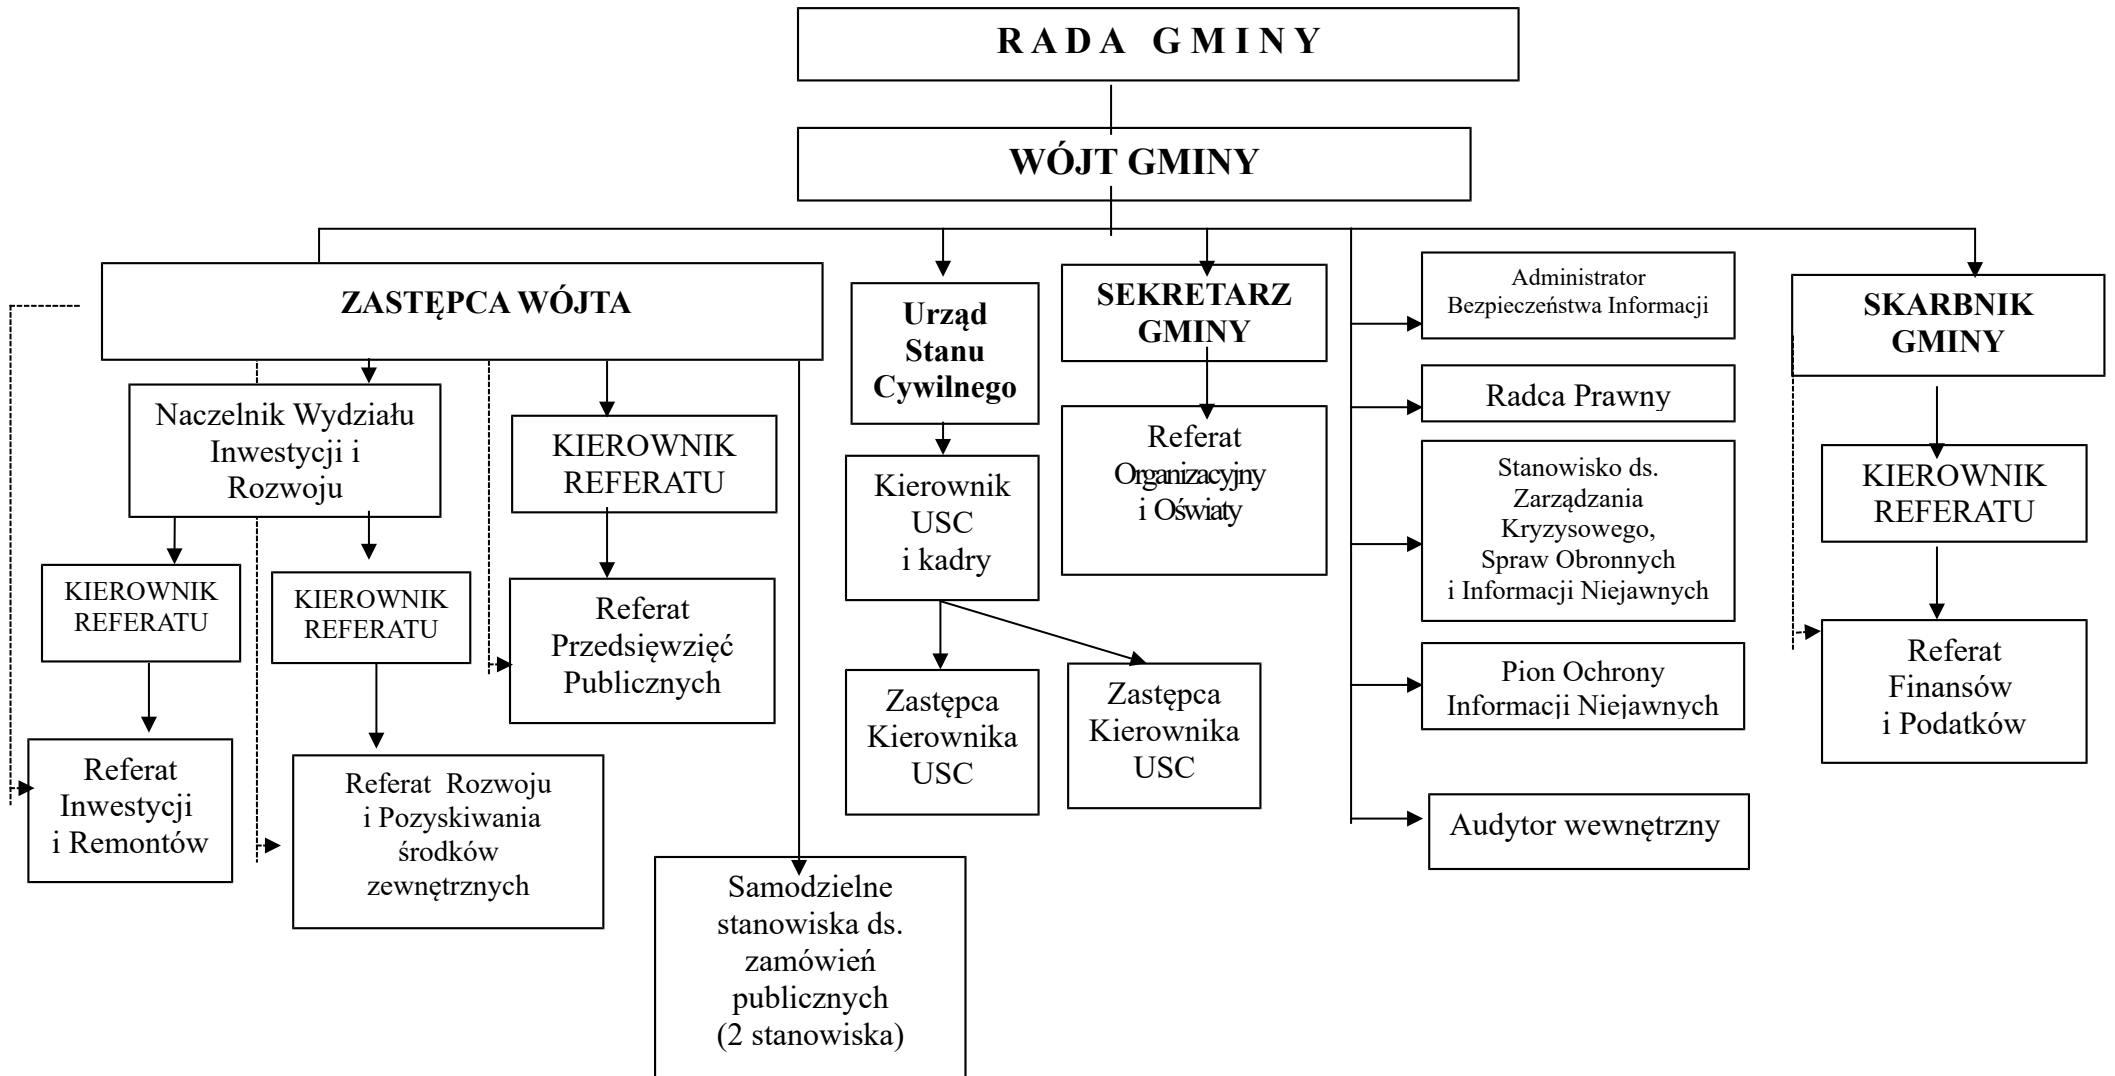 RADA GMINY
WÓJT GMINY
ZASTĘPCA WÓJTA
Naczelnik Wydziału
Inwestycji i
Rozwoju
KIEROWNIK
REFERATU
KIEROWNIK
REFERATU
KIEROWNIK
REFERATU
Referat
Inwestycji
i Remontów
Referat Rozwoju
i Pozyskiwania
środków
zewnętrznych
Referat
Przedsięwzięć
Publicznych
Samodzielne
stanowiska ds.
zamówień
publicznych
(2 stanowiska)
Urząd
Stanu
Cywilnego
Kierownik
USC
i kadry
Zastępca
Kierownika
USC
Zastępca
Kierownika
USC
SEKRETARZ
GMINY
Referat
Organizacyjny
i Oświaty
Administrator
Bezpieczeństwa Informacji
Radca Prawny
Stanowisko ds.
Zarządzania
Kryzysowego,
Spraw Obronnych
i Informacji Niejawnych
Pion Ochrony
Informacji Niejawnych
Audytor wewnętrzny
SKARBNIK
GMINY
KIEROWNIK
REFERATU
Referat
Finansów
i Podatków